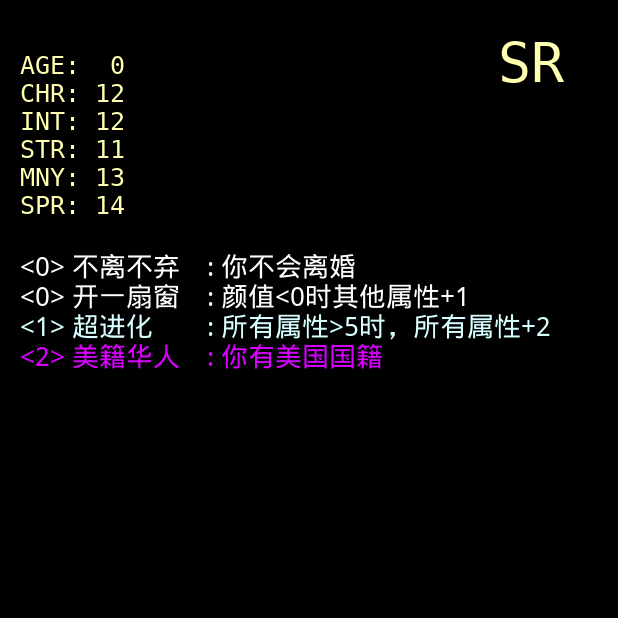 SR
AGE: 0
CHR: 12
INT: 12
STR: 11
MNY: 13
SPR: 14
<0> 不离不弃 : 你不会离婚
<0> 开一扇窗 : 颜值<0时其他属性+1
<1> 超进化 : 所有属性>5时，所有属性+2
<2> 美籍华人 : 你有美国国籍